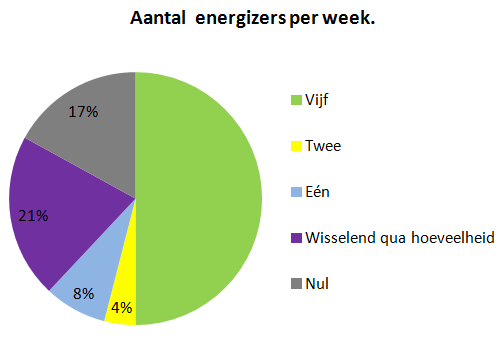 Aantal energizers per week.
17%
21%
8%
4%
Vijf
Twee
Eén
Wisselend qua hoeveelheid
Nul